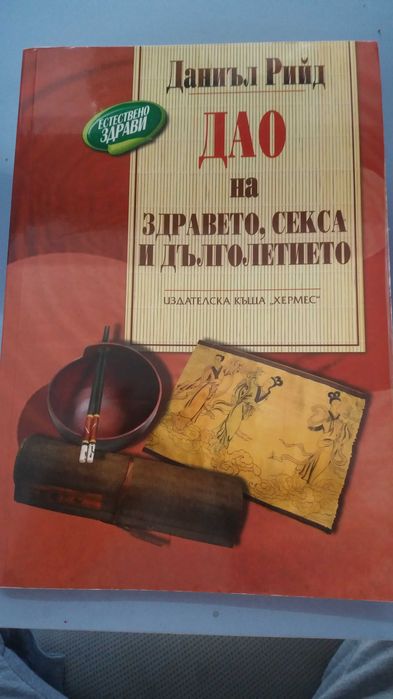 Даниъл Рийд
ЕСТЕСТВЕНО
ЗДРАВИ
ДАО
на
ЗДРАВЕТО, СЕКСА
И ДЪЛГОЛЕТИЕТО
ИЗДАТЕЛСКА КЪЩА „ХЕРМЕС“